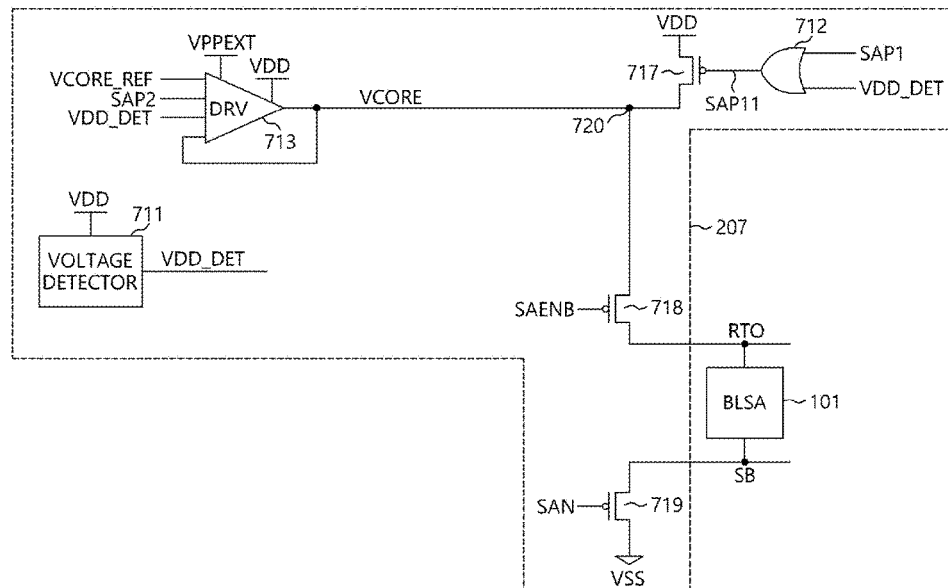 VDD
712
VPPEXT
VDD
717
SAP1
VCORE_REF
SAP2
VDD_DET
DRV
VCORE
SAP11
VDD_DET
713
720
VDD
711
207
VOLTAGE
DETECTOR
VDD_DET
SAENB
718
RTO
BLSA
101
SB
SAN
719
VSS